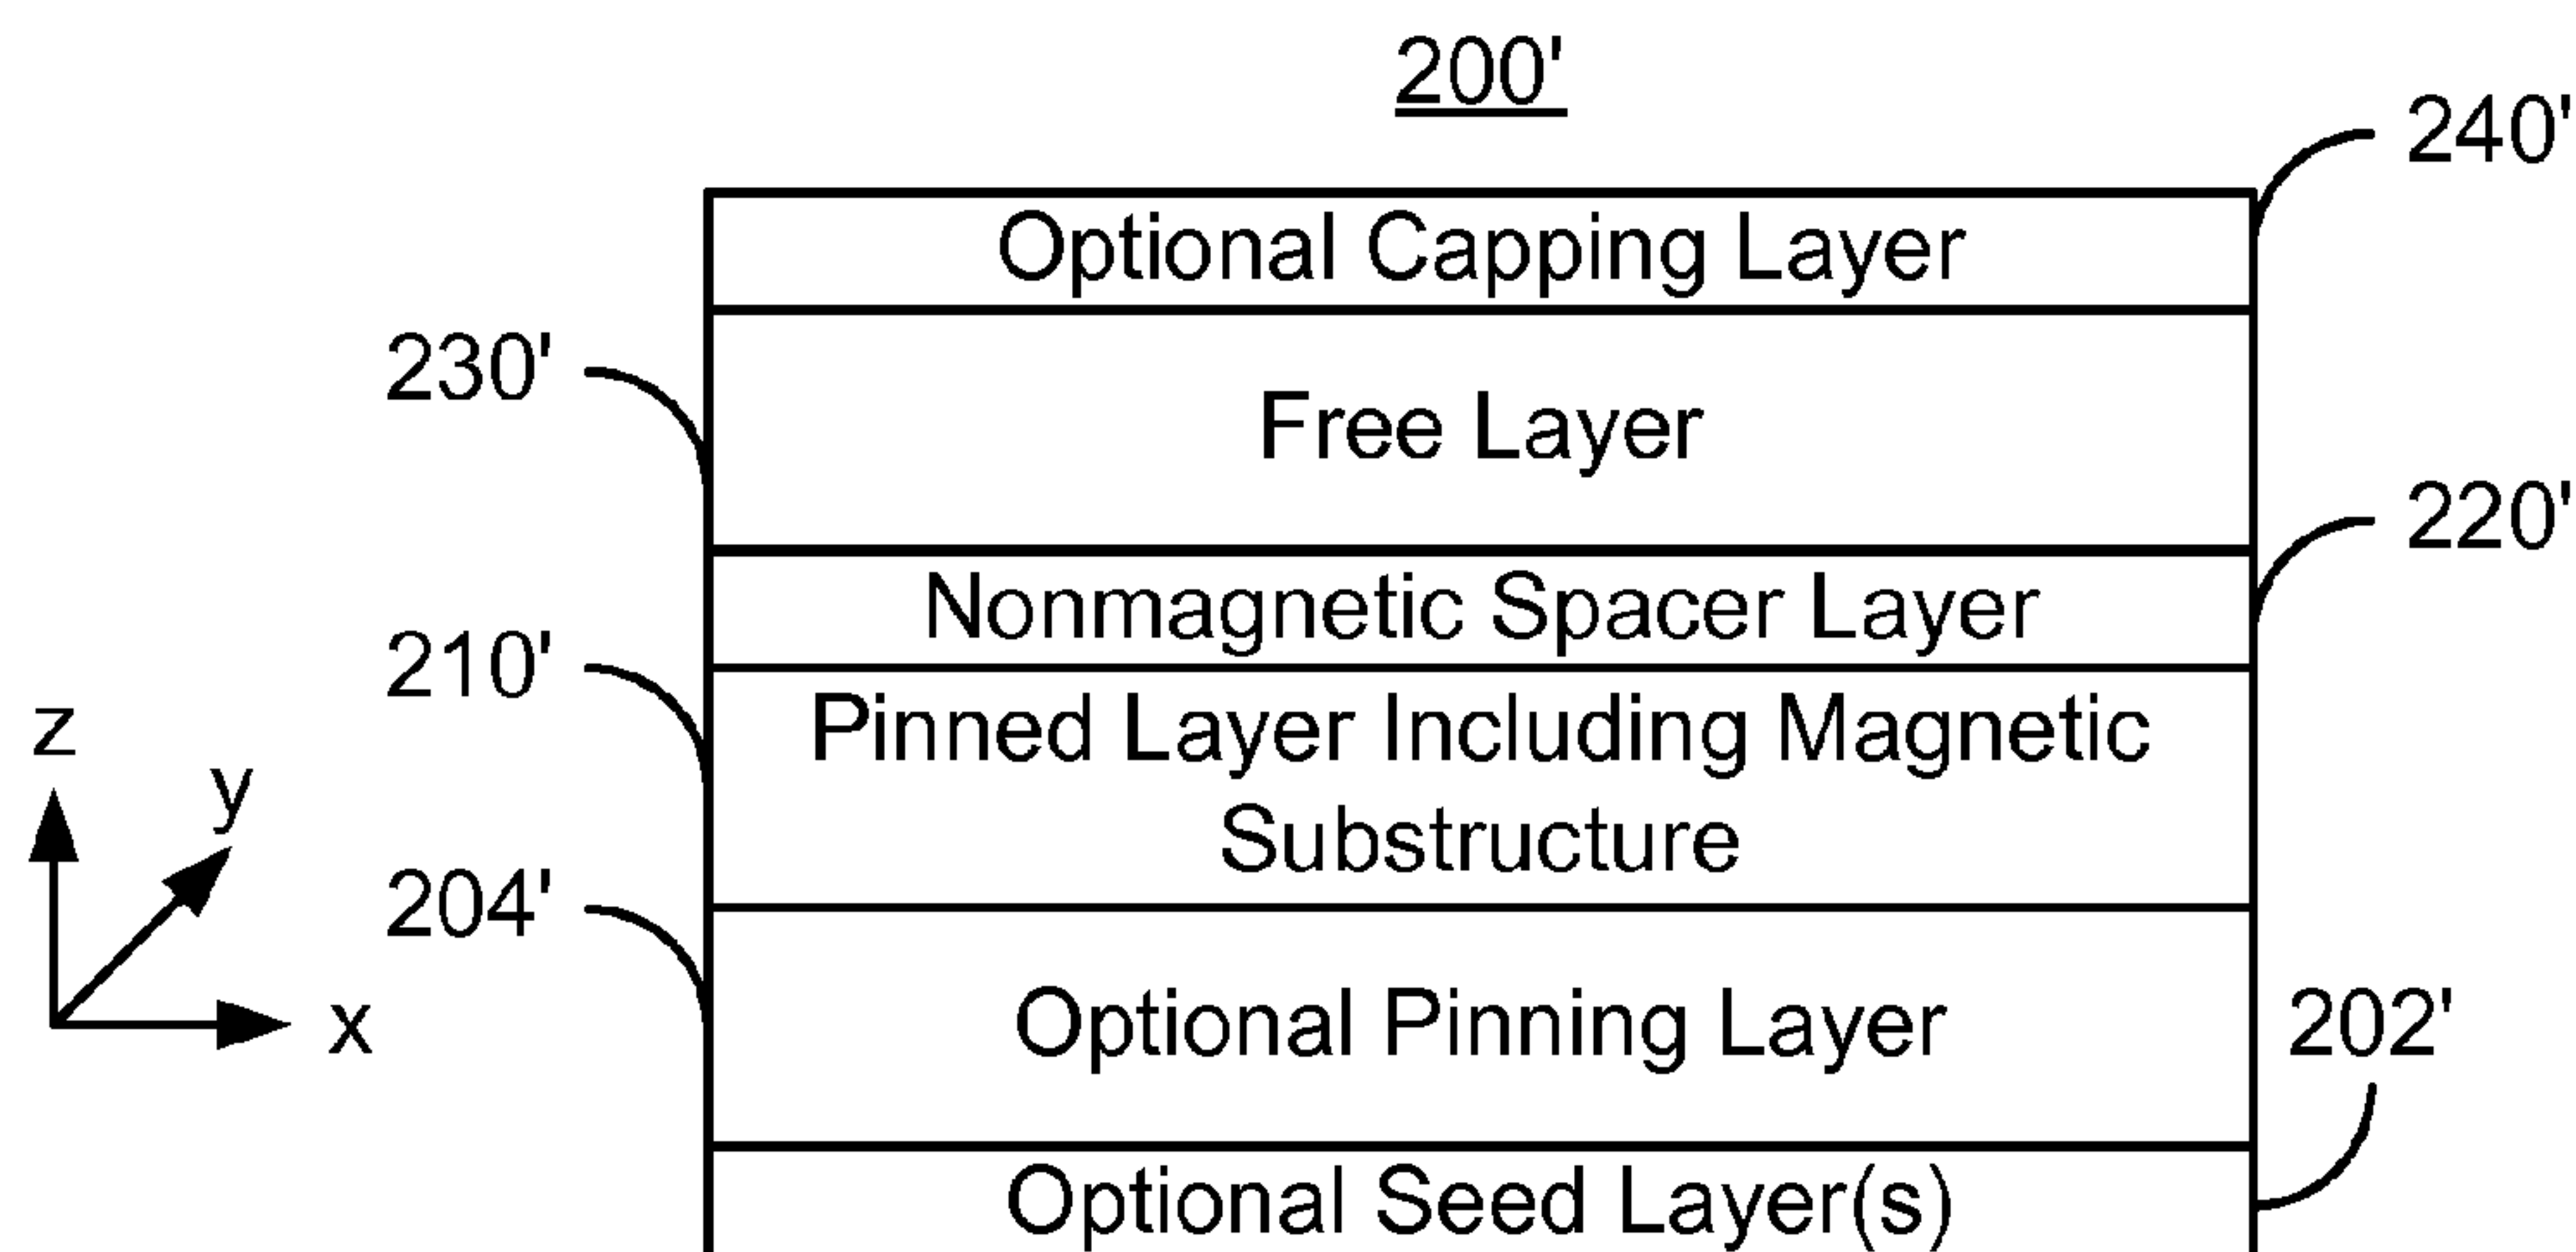 200'
240'
Optional Capping Layer
230'
Free Layer
220'
Nonmagnetic Spacer Layer
210'
Pinned Layer Including Magnetic
Substructure
z
y
204'
Optional Pinning Layer
x
202'
Optional Seed Layer(s)